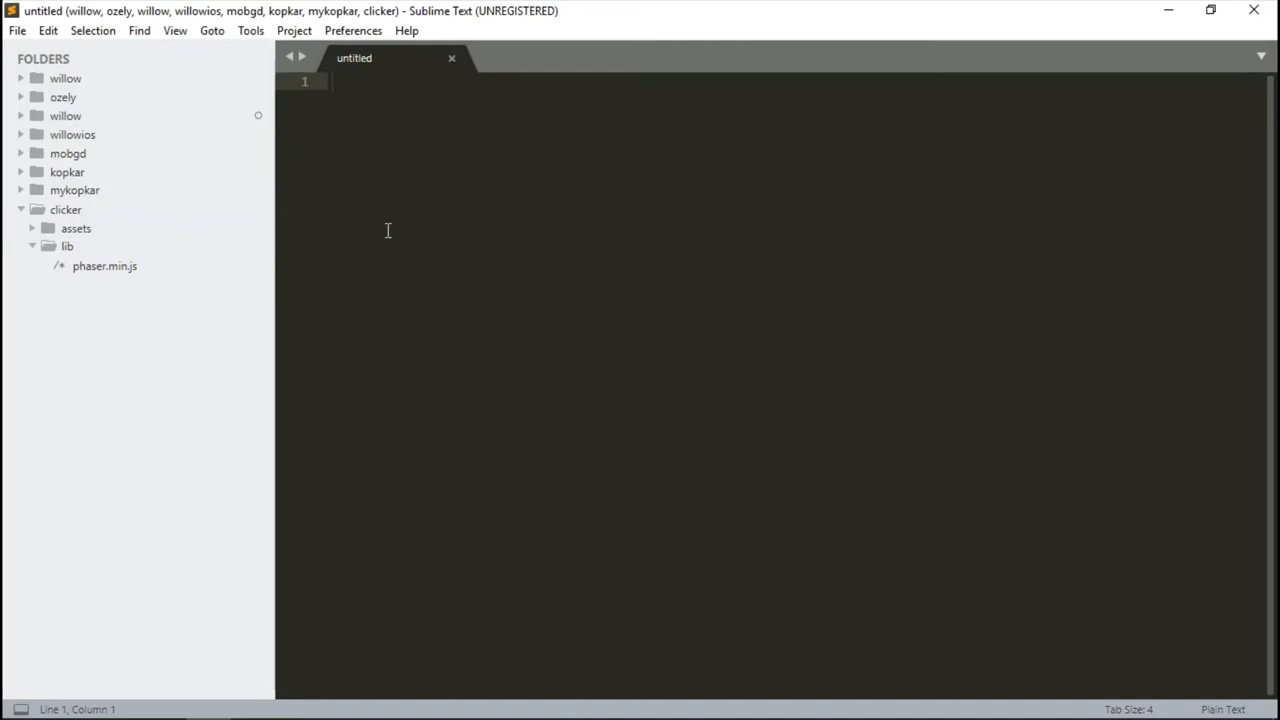 untitled (willow, ozely, willow, willowios, mobgd, kopkar, mykopkar, clicker) - Sublime Text (UNREGISTERED)
File Edit Selection Find View Goto Tools Project Preferences Help
FOLDERS
willow
ozely
willow
willowios
mobgd
kopkar
mykopkar
clicker
assets
lib
/* phaser.min.js
untitled
1
Line 1, Column 1
Tab Size: 4
Plain Text